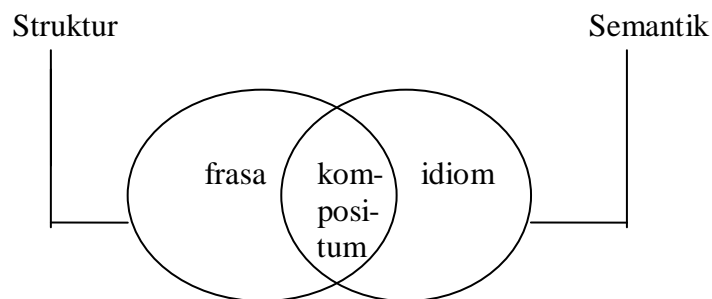 Struktur Semantik
frasa kom- idiom
posi-
tum